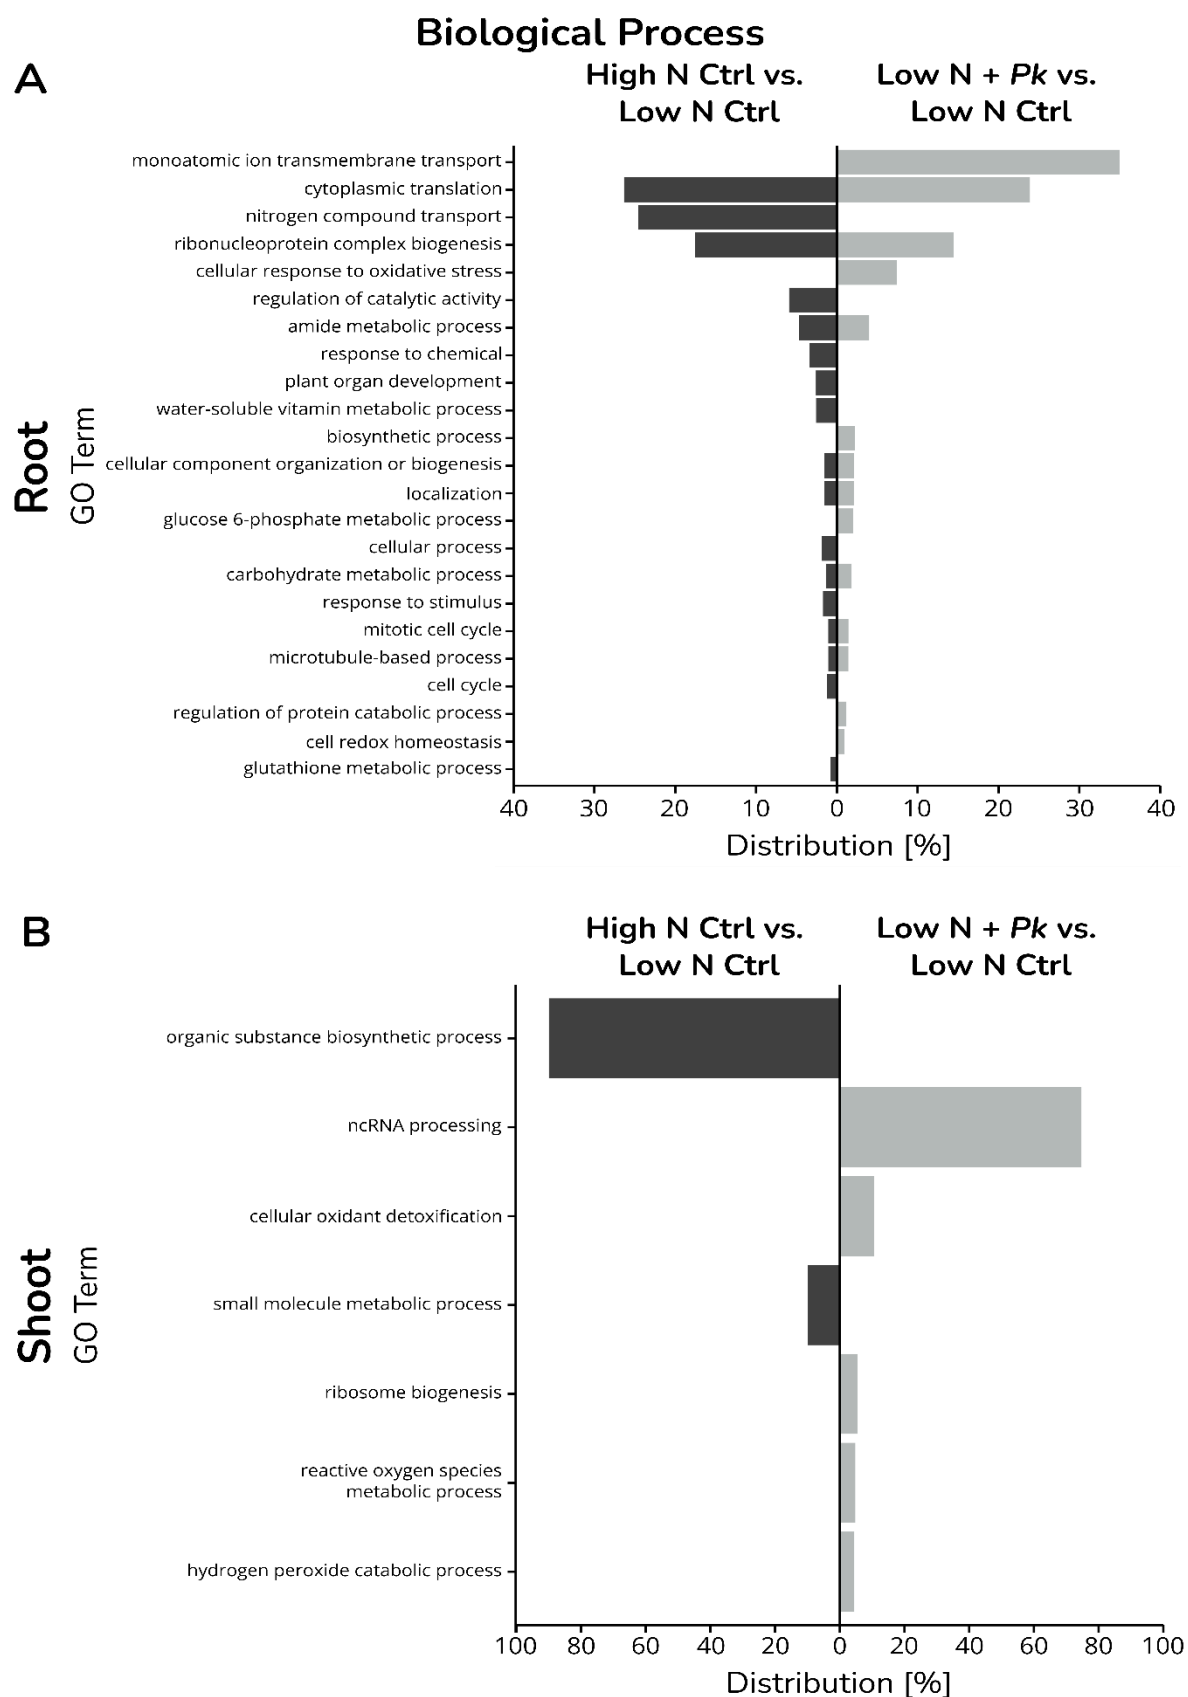 Biological Process
A
High N Ctrl vs.
Low N Ctrl
Low N + Pk vs.
Low N Ctrl
Root
GO Term
monoatomic ion transmembrane transport
cytoplasmic translation
nitrogen compound transport
ribonucleoprotein complex biogenesis
cellular response to oxidative stress
regulation of catalytic activity
amide metabolic process
response to chemical
plant organ development
water-soluble vitamin metabolic process
biosynthetic process
cellular component organization or biogenesis
localization
glucose 6-phosphate metabolic process
cellular process
carbohydrate metabolic process
response to stimulus
mitotic cell cycle
microtubule-based process
cell cycle
regulation of protein catabolic process
cell redox homeostasis
glutathione metabolic process
40 30 20 10 0 10 20 30 40
Distribution [%]
B
High N Ctrl vs.
Low N Ctrl
Low N + Pk vs.
Low N Ctrl
Shoot
GO Term
organic substance biosynthetic process
ncRNA processing
cellular oxidant detoxification
small molecule metabolic process
ribosome biogenesis
reactive oxygen species
metabolic process
hydrogen peroxide catabolic process
100 80 60 40 20 0 20 40 60 80 100
Distribution [%]